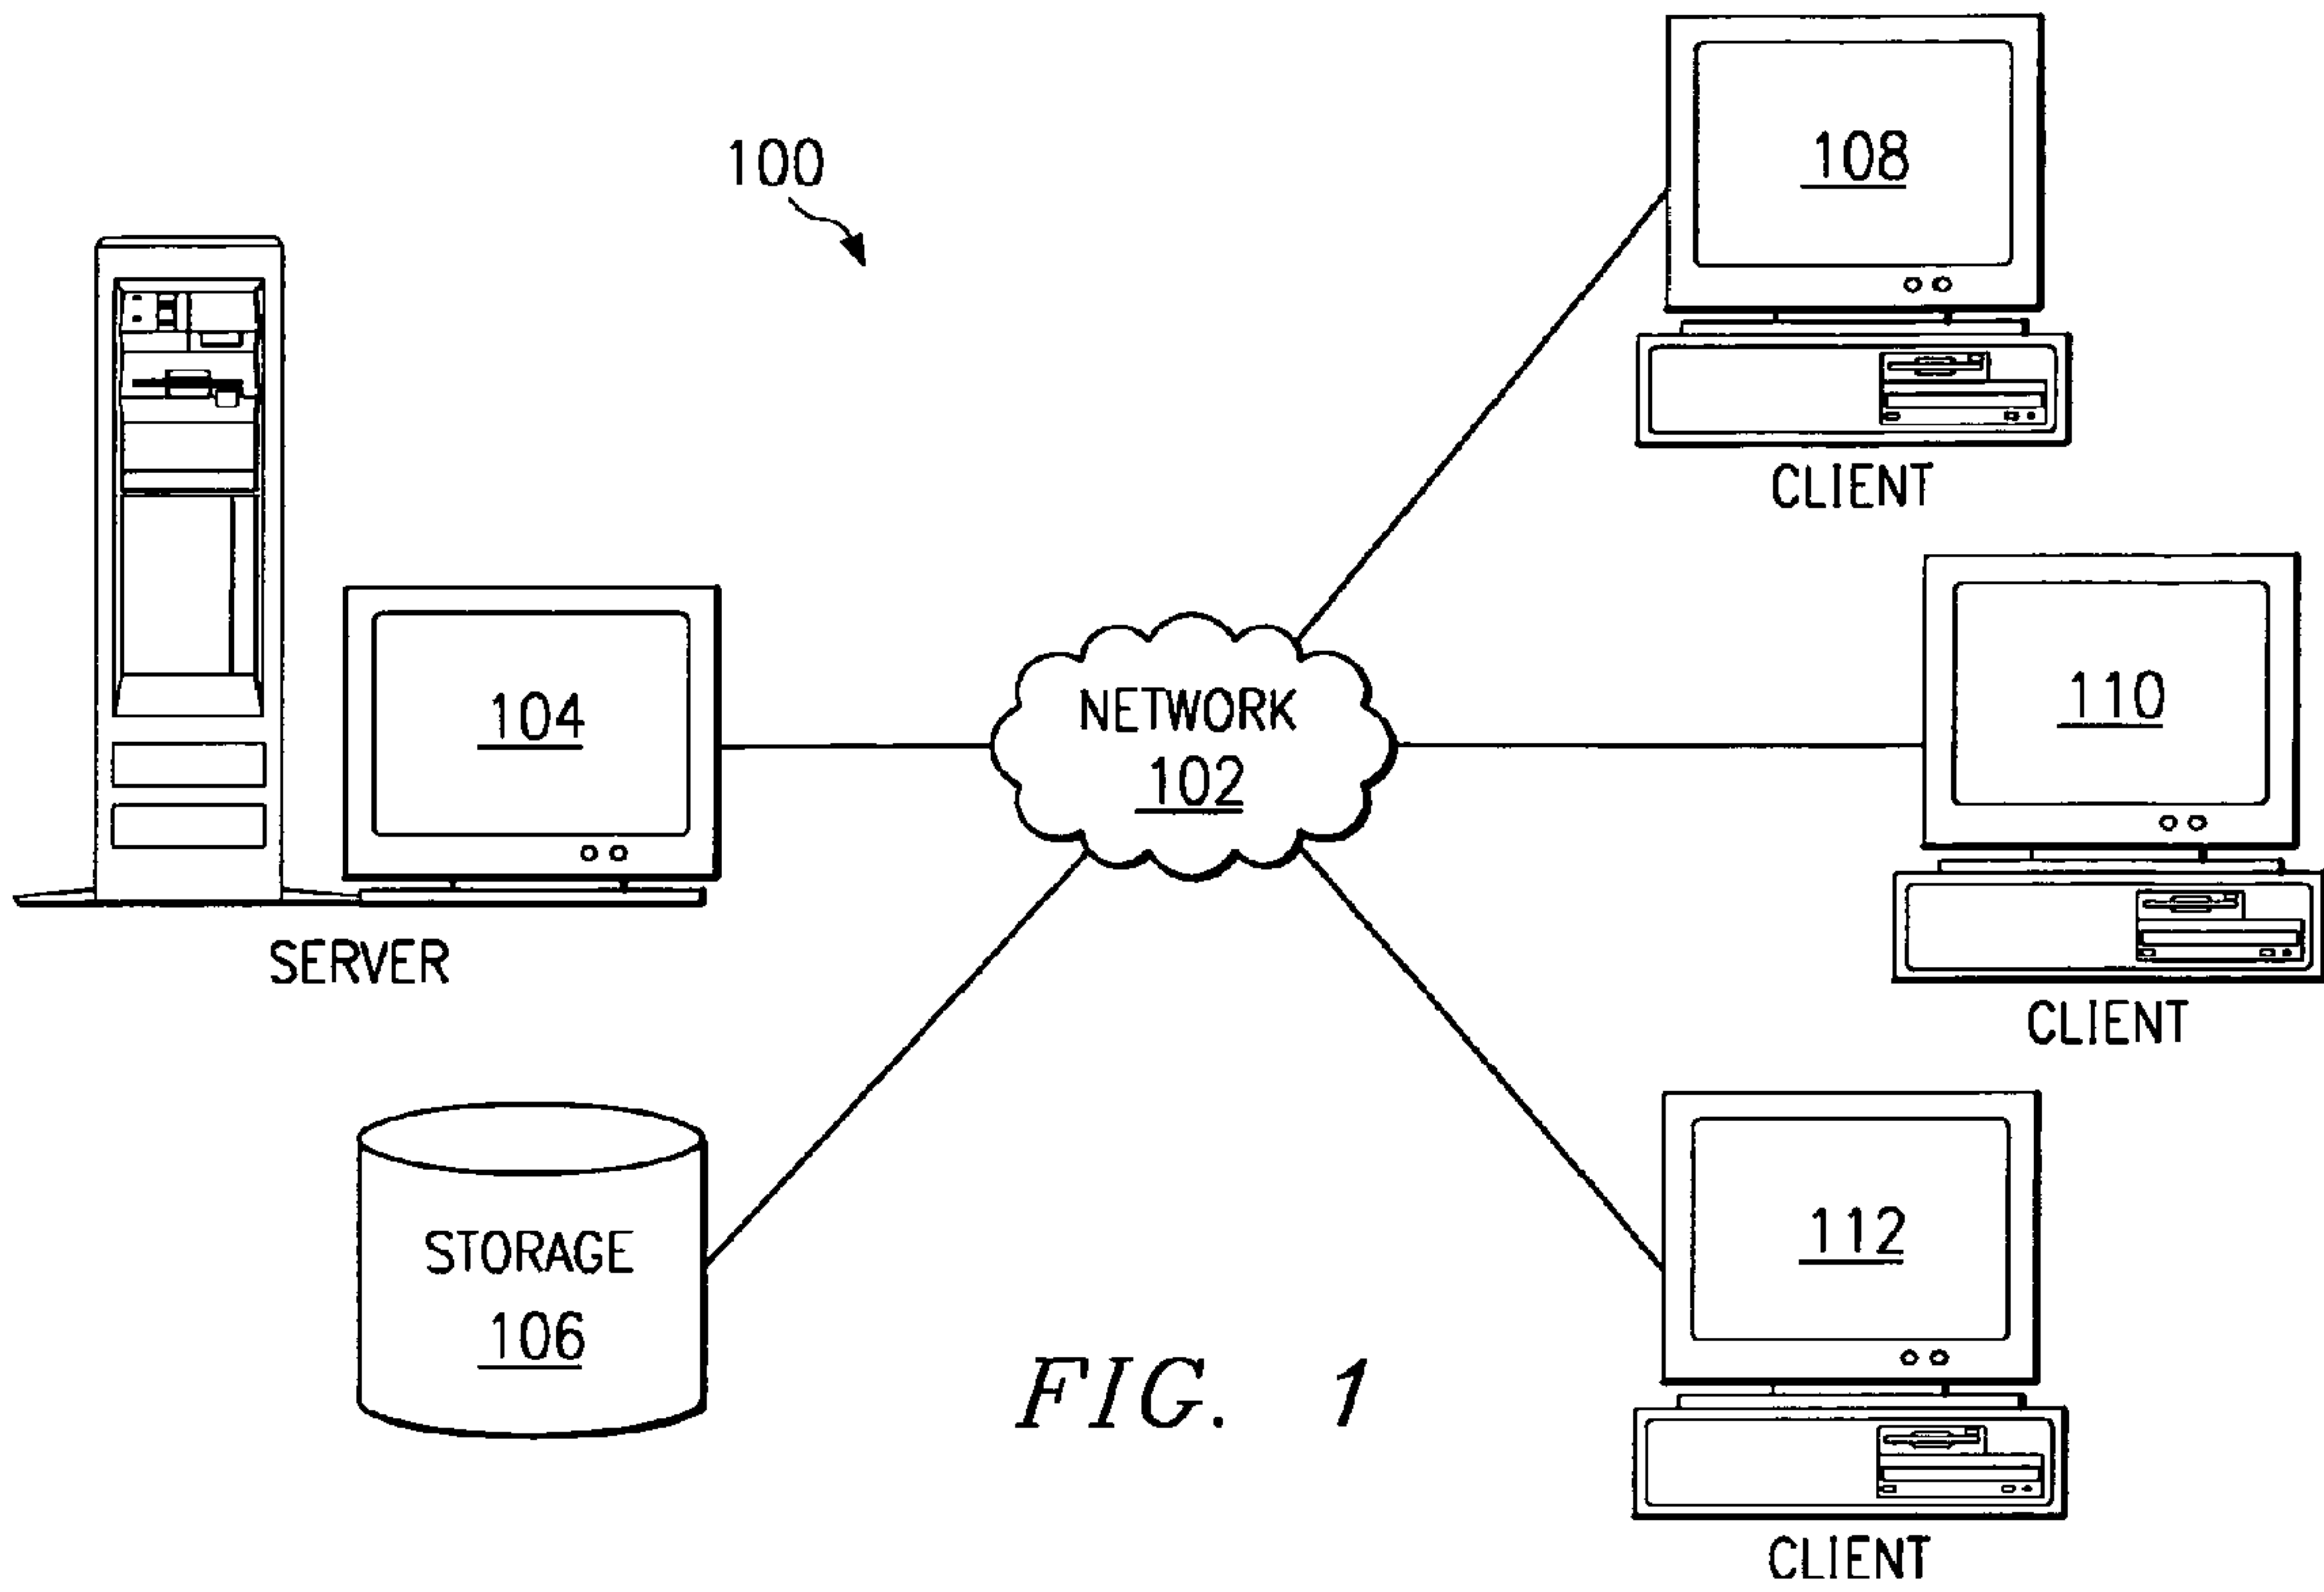 100
108
CLIENT
104
SERVER
NETWORK
102
110
CLIENT
STORAGE
106
112
CLIENT
FIG. 1